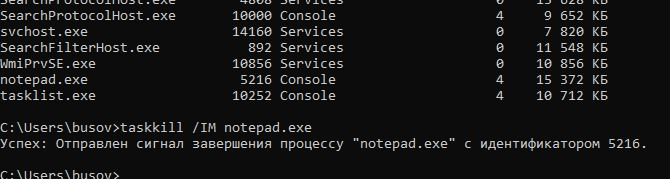 SearchProtocolHost.exe 4808 Services 0 15 628 КБ
SearchProtocolHost.exe 10000 Console 4 9 652 КБ
svchost.exe 14160 Services 0 7 820 КБ
SearchFilterHost.exe 892 Services 0 11 548 КБ
WmiPrvSE.exe 10856 Services 0 10 856 КБ
notepad.exe 5216 Console 4 15 372 КБ
tasklist.exe 10252 Console 4 10 712 КБ
C:\Users\busov>taskkill /IM notepad.exe
Успех: Отправлен сигнал завершения процессу "notepad.exe" с идентификатором 5216.
C:\Users\busov>